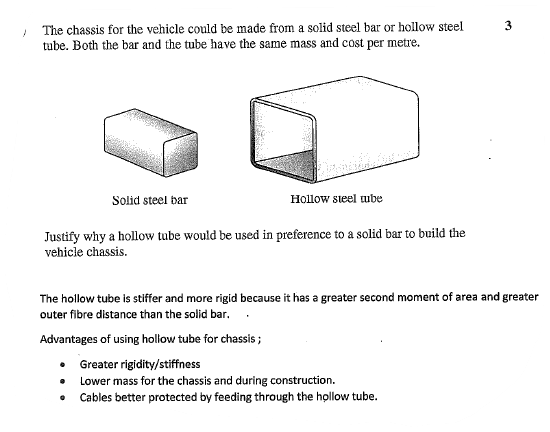 The chassis for the vehicle could be made from a solid steel bar or hollow steel 3
tube. Both the bar and the tube have the same mass and cost per metre.
Solid steel bar
Hollow steel tube
Justify why a hollow tube would be used in preference to a solid bar to build the
vehicle chassis.
The hollow tube is stiffer and more rigid because it has a greater second moment of area and greater
outer fibre distance than the solid bar.
Advantages of using hollow tube for chassis ;
• Greater rigidity/stiffness
• Lower mass for the chassis and during construction.
• Cables better protected by feeding through the hollow tube.